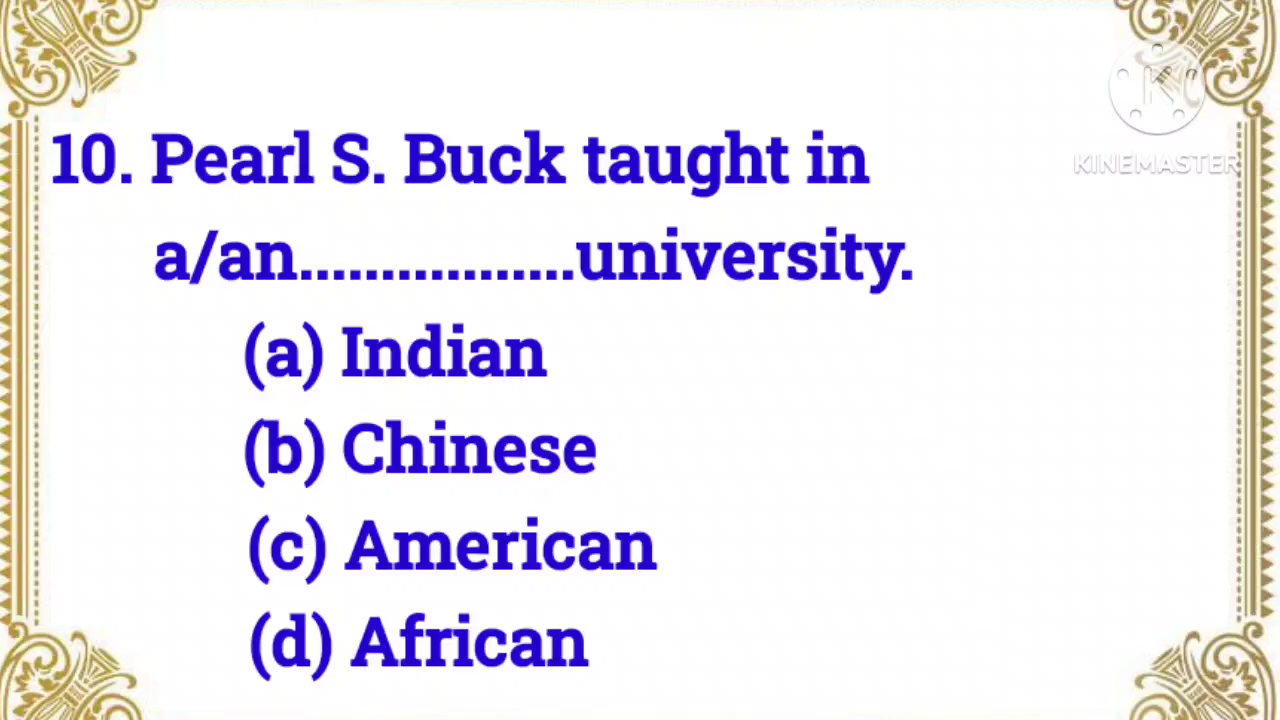 10. Pearl S. Buck taught in
a/an.................university.
(a) Indian
(b) Chinese
(c) American
(d) African
KINEMASTER